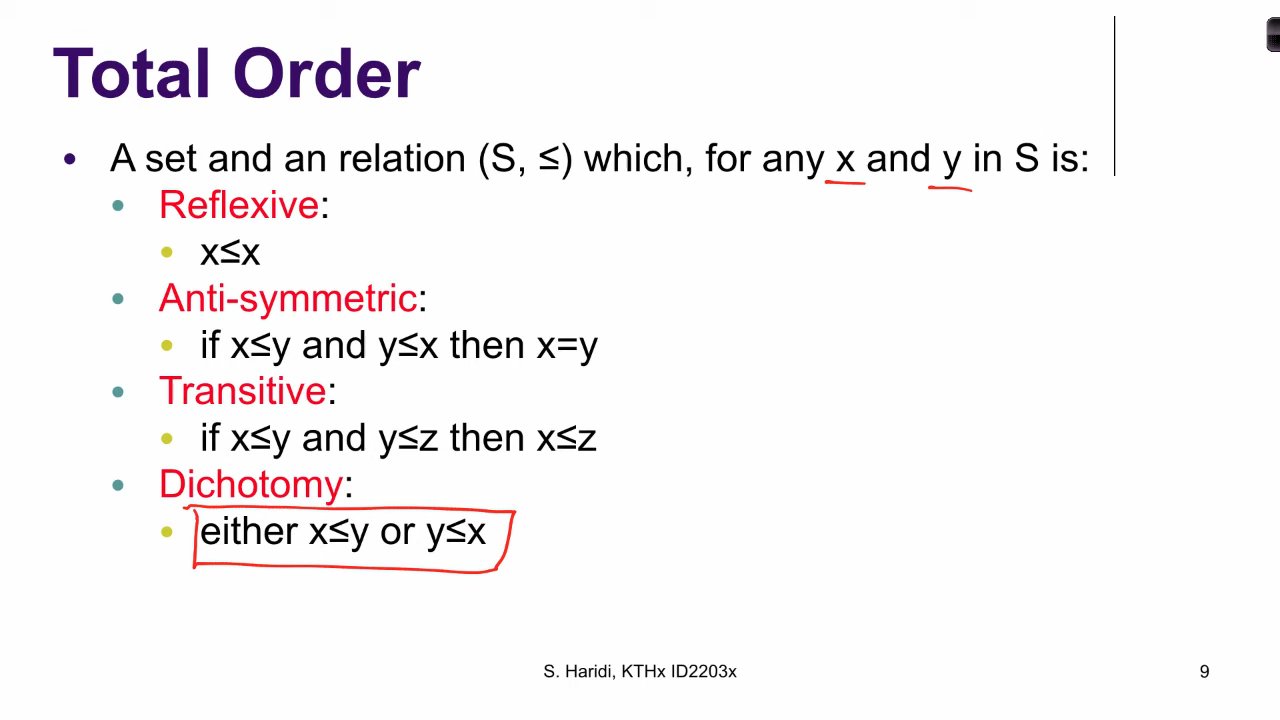 Total Order
• A set and an relation (S, ≤) which, for any x and y in S is:
• Reflexive:
• x≤x
• Anti-symmetric:
• if x≤y and y≤x then x=y
• Transitive:
• if x≤y and y≤z then x≤z
• Dichotomy:
• either x≤y or y≤x
S. Haridi, KTHx ID2203x
9